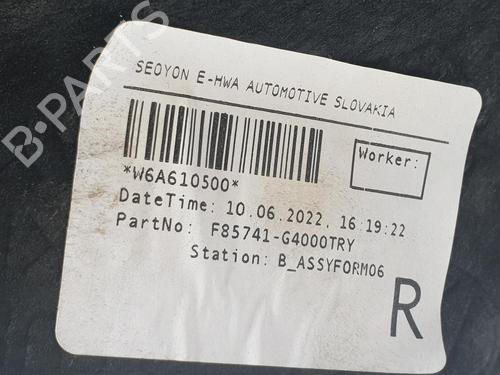 B-PARTS
SEOYON E-HWA AUTOMOTIVE SLOVAKIA
Worker:
*W6A610500*
DateTime: 10.06.2022, 16:19:22
PartNo: F85741-G4000TRY
Station: B_ASSYFORM06
R